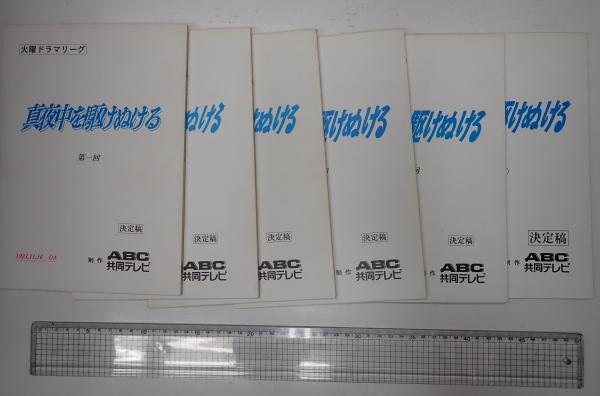 火曜ドラマリーグ
真夜中を駆けぬける
第一回
決定稿
1993.11.16 OA
制作 ABC
共同テレビ
けぬける
決定稿
ABC
共同テレビ
けぬける
決定稿
ABC
共同テレビ
駆けぬける
決定稿
制作 ABC
共同テレビ
駆けぬける
決定稿
ABC
共同テレビ
けぬける
決定稿
制作 ABC
共同テレビ